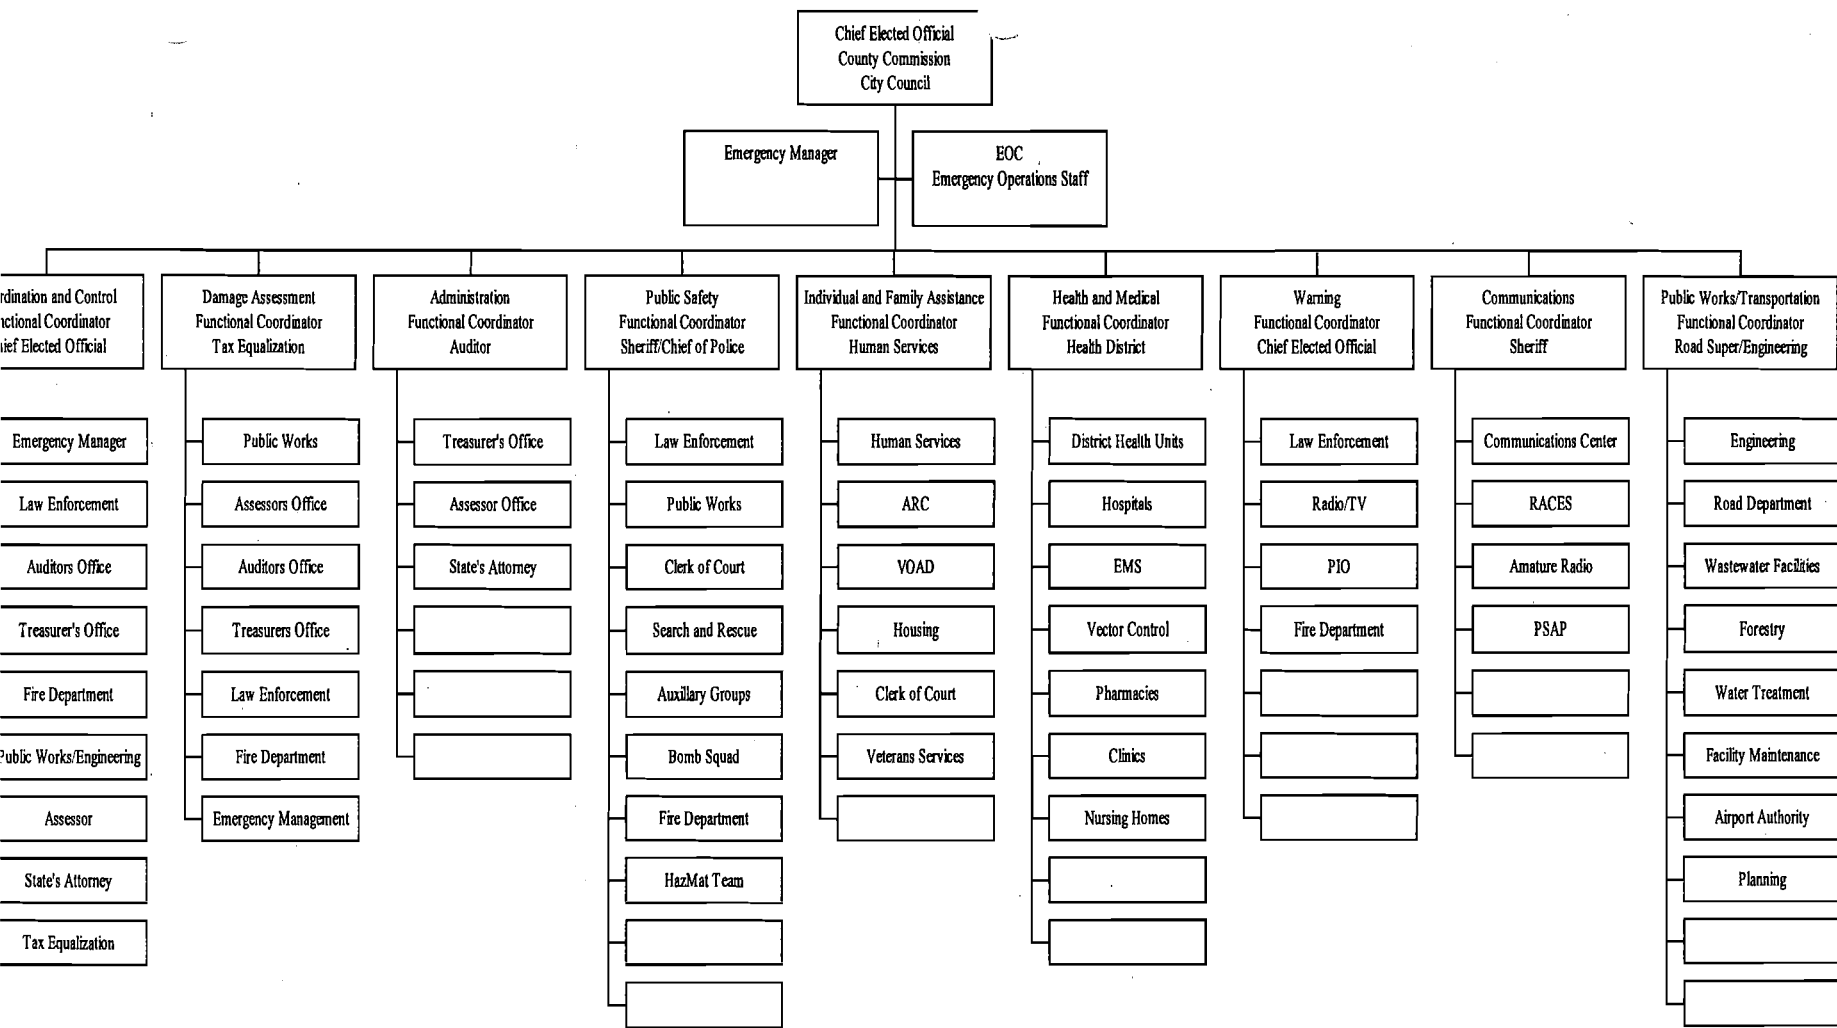 Chief Elected Official
County Commission
City Council
Emergency Manager
EOC
Emergency Operations Staff
rdination and Control
nctional Coordinator
ief Elected Official
Damage Assessment
Functional Coordinator
Tax Equalization
Administration
Functional Coordinator
Auditor
Public Safety
Functional Coordinator
Sheriff/Chief of Police
Individual and Family Assistance
Functional Coordinator
Human Services
Health and Medical
Functional Coordinator
Health District
Warning
Functional Coordinator
Chief Elected Official
Communications
Functional Coordinator
Sheriff
Public Works/Transportation
Functional Coordinator
Road Super/Engineering
Emergency Manager
Law Enforcement
Auditors Office
Treasurer's Office
Fire Department
Public Works/Engineering
Assessor
State's Attorney
Tax Equalization
Public Works
Assessors Office
Auditors Office
Treasurers Office
Law Enforcement
Fire Department
Emergency Management
Treasurer's Office
Assessor Office
State's Attorney
Law Enforcement
Public Works
Clerk of Court
Search and Rescue
Auxillary Groups
Bomb Squad
Fire Department
HazMat Team
Human Services
ARC
VOAD
Housing
Clerk of Court
Veterans Services
District Health Units
Hospitals
EMS
Vector Control
Pharmacies
Clinics
Nursing Homes
Law Enforcement
Radio/TV
PIO
Fire Department
Communications Center
RACES
Amature Radio
PSAP
Engineering
Road Department
Wastewater Facilities
Forestry
Water Treatment
Facility Maintenance
Airport Authority
Planning